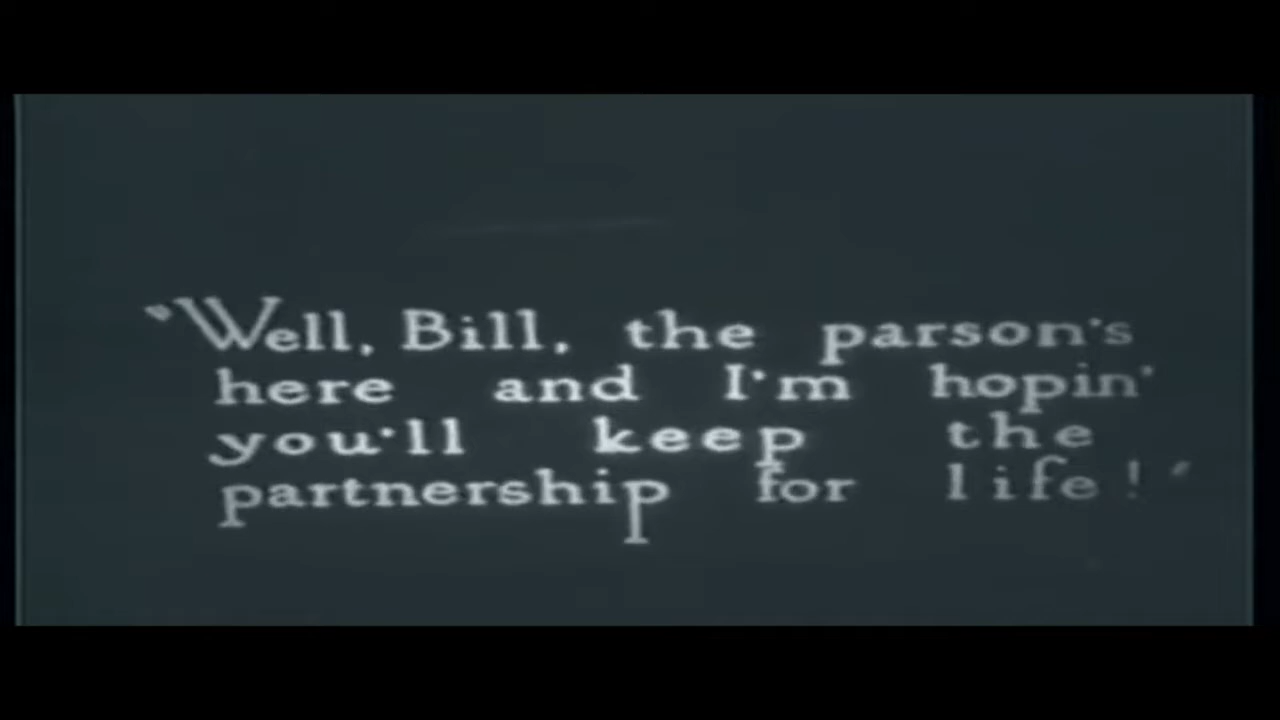 "Well, Bill, the parson's
here and I'm hopin'
you'll keep the
partnership for life!"